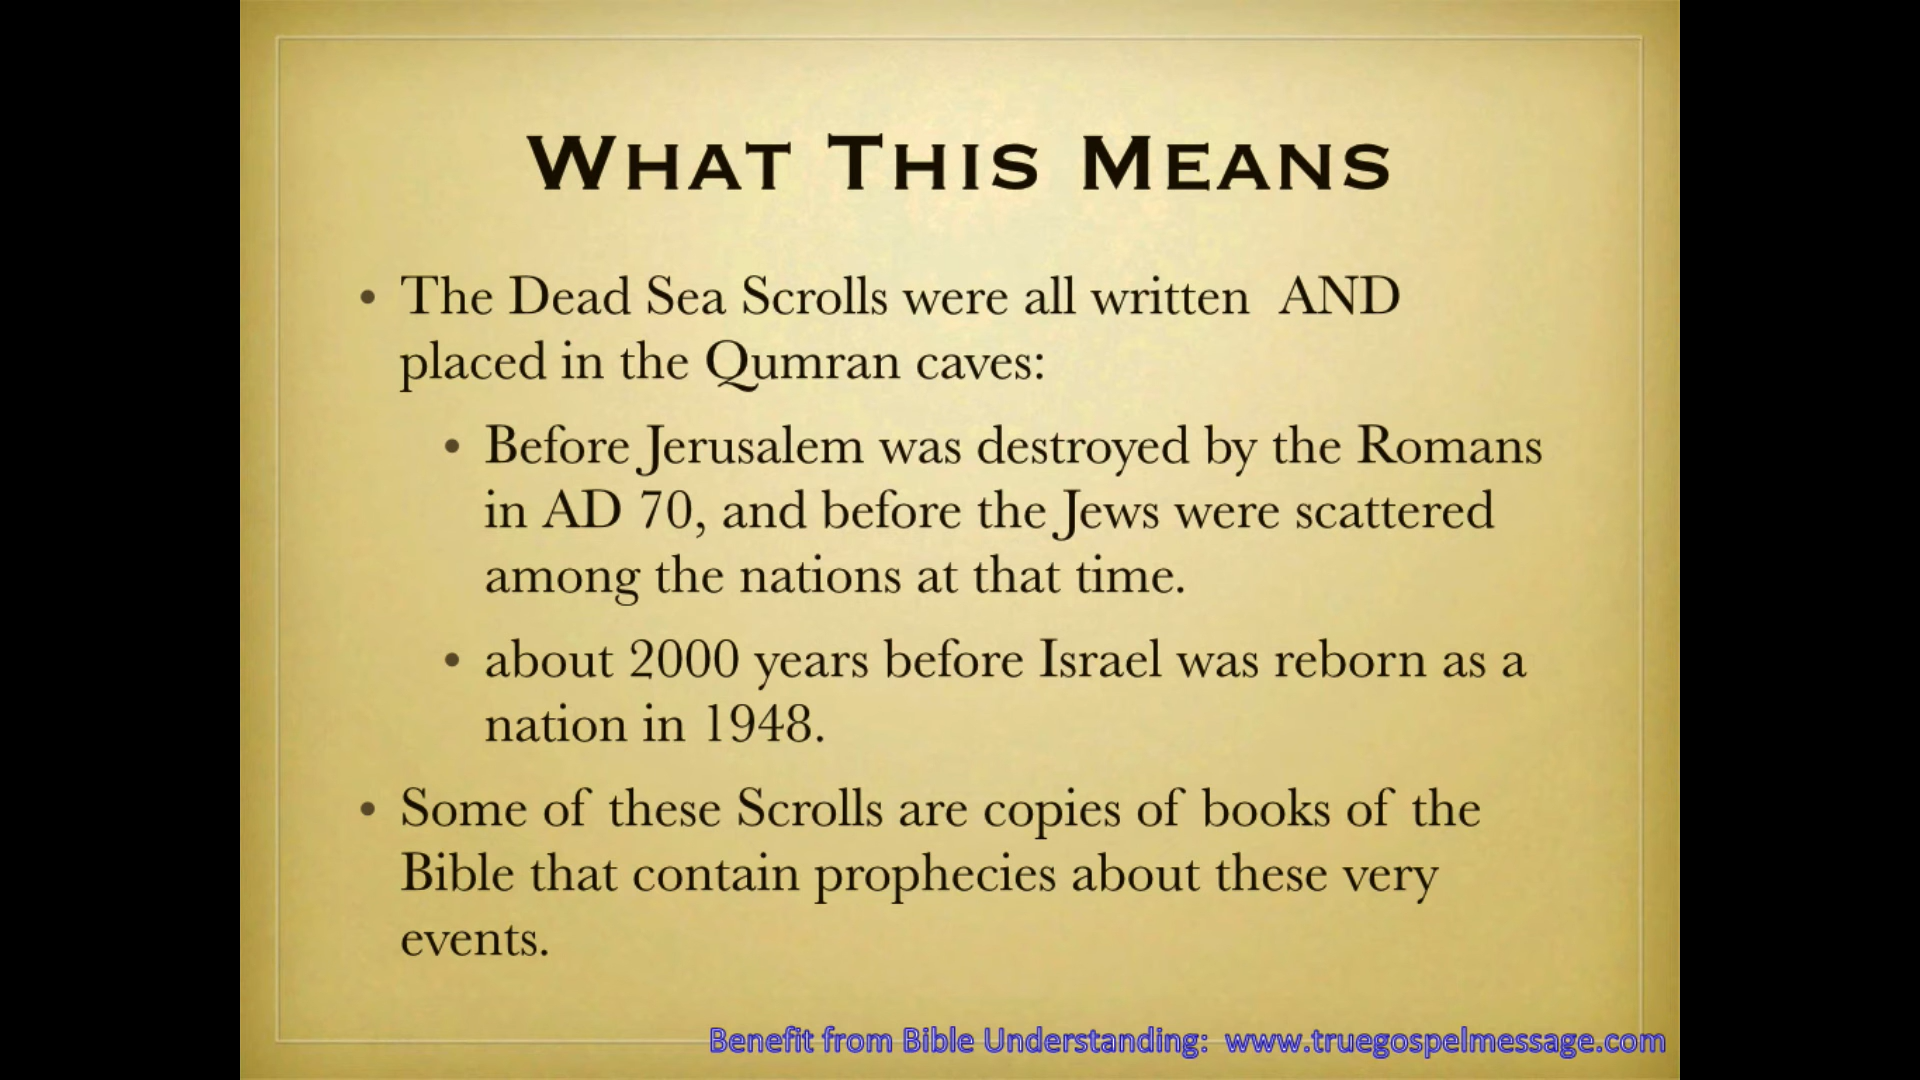 WHAT THIS MEANS
• The Dead Sea Scrolls were all written  AND
placed in the Qumran caves:
• Before Jerusalem was destroyed by the Romans
in AD 70, and before the Jews were scattered
among the nations at that time.
• about 2000 years before Israel was reborn as a
nation in 1948.
• Some of these Scrolls are copies of books of the
Bible that contain prophecies about these very
events.
Benefit from Bible Understanding:  www.truegospelmessage.com